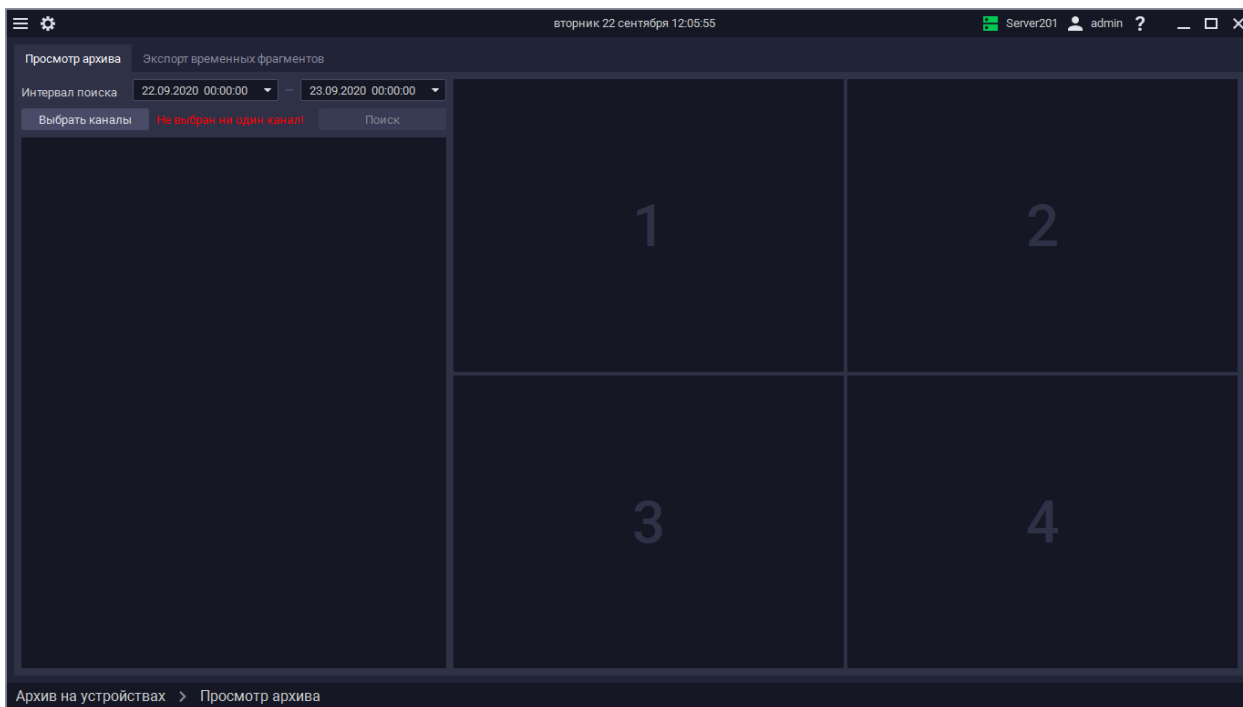 вторник 22 сентября 12:05:55 Server201 admin ?
Просмотр архива Экспорт временных фрагментов
Интервал поиска 22.09.2020 00:00:00 – 23.09.2020 00:00:00
Выбрать каналы Не выбран ни один канал! Поиск
1 2
3 4
Архив на устройствах > Просмотр архива